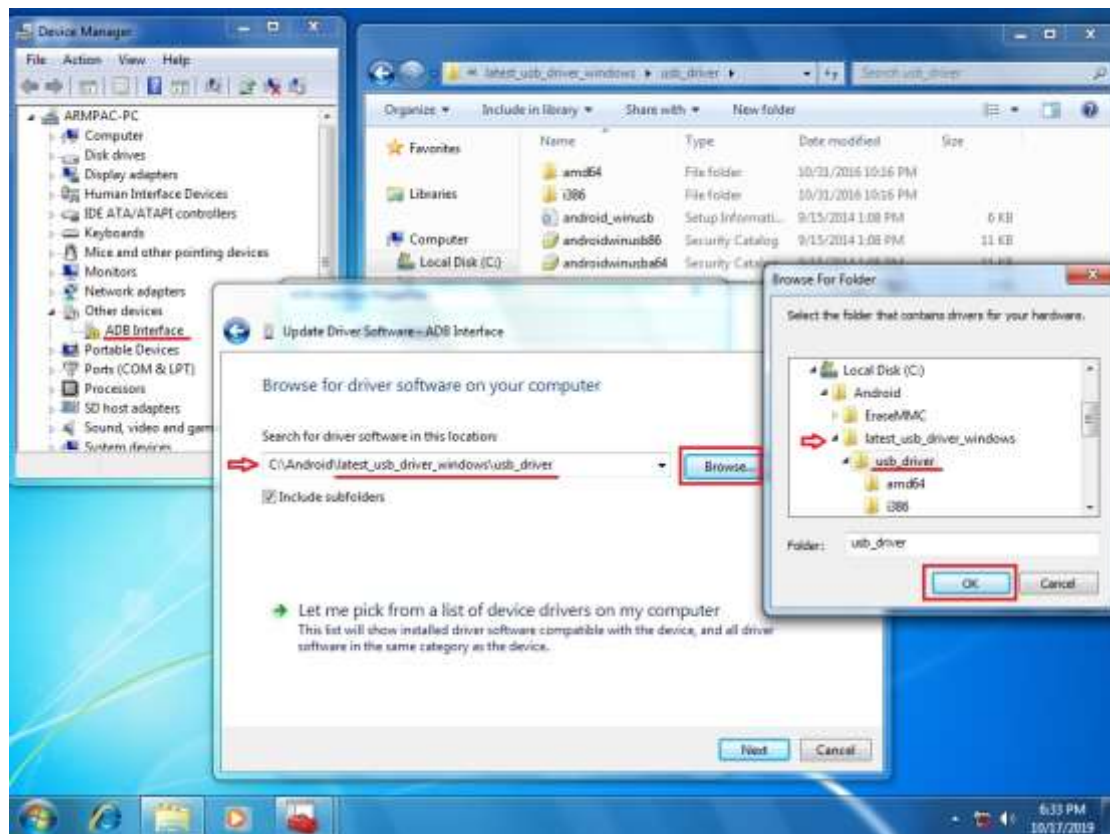 Device Manager
File Action View Help
ARMPAC-PC
Computer
Disk drives
Display adapters
Human Interface Devices
IDE ATA/ATAPI controllers
Keyboards
Mice and other pointing devices
Monitors
Network adapters
Other devices
ADB Interface
Portable Devices
Ports (COM & LPT)
Processors
SD host adapters
Sound, video and gam
System devices
latest_usb_driver_windows usb_driver
Search usb_driver
Organize Include in library Share with New folder
Favorites
Libraries
Computer
Local Disk (C:)
Name Type Date modified Size
amd64 File folder 10/31/2016 10:16 PM
i386 File folder 10/31/2016 10:16 PM
android_winusb Setup Informati... 9/15/2014 1:08 PM 6 KB
androidwinusb86 Security Catalog 9/15/2014 1:08 PM 11 KB
androidwinusba64 Security Catalog
Update Driver Software - ADB Interface
Browse for driver software on your computer
Search for driver software in this location:
C:\Android\latest_usb_driver_windows\usb_driver
Browse...
Include subfolders
Let me pick from a list of device drivers on my computer
This list will show installed driver software compatible with the device, and all driver
software in the same category as the device.
Next Cancel
Browse For Folder
Select the folder that contains drivers for your hardware.
Local Disk (C:)
Android
EraseMMC
latest_usb_driver_windows
usb_driver
amd64
i386
Folder: usb_driver
OK Cancel
6:33 PM
10/17/2019